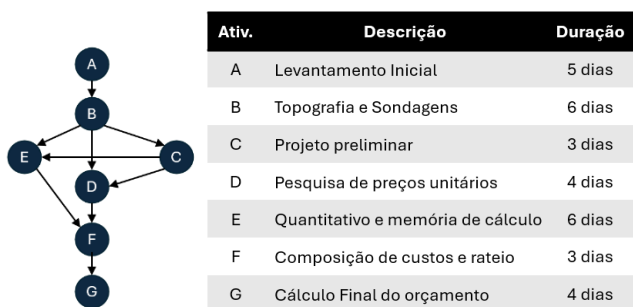 A
B
E
C
D
F
G
Ativ. Descrição Duração
A Levantamento Inicial 5 dias
B Topografia e Sondagens 6 dias
C Projeto preliminar 3 dias
D Pesquisa de preços unitários 4 dias
E Quantitativo e memória de cálculo 6 dias
F Composição de custos e rateio 3 dias
G Cálculo Final do orçamento 4 dias